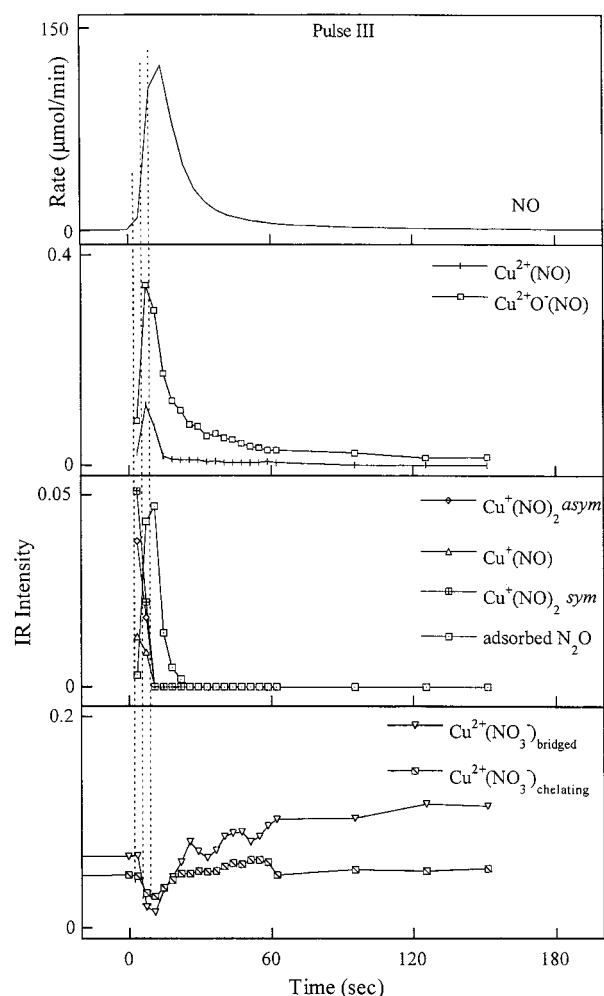 Pulse III
150
Rate (μmol/min)
NO
0
0.4
Cu²⁺(NO)
Cu²⁺O⁻(NO)
0
0.05
Cu⁺(NO)₂ asym
Cu⁺(NO)
Cu⁺(NO)₂ sym
adsorbed N₂O
IR Intensity
0
0.2
Cu²⁺(NO₃⁻)bridged
Cu²⁺(NO₃⁻)chelating
0
0 60 120 180
Time (sec)